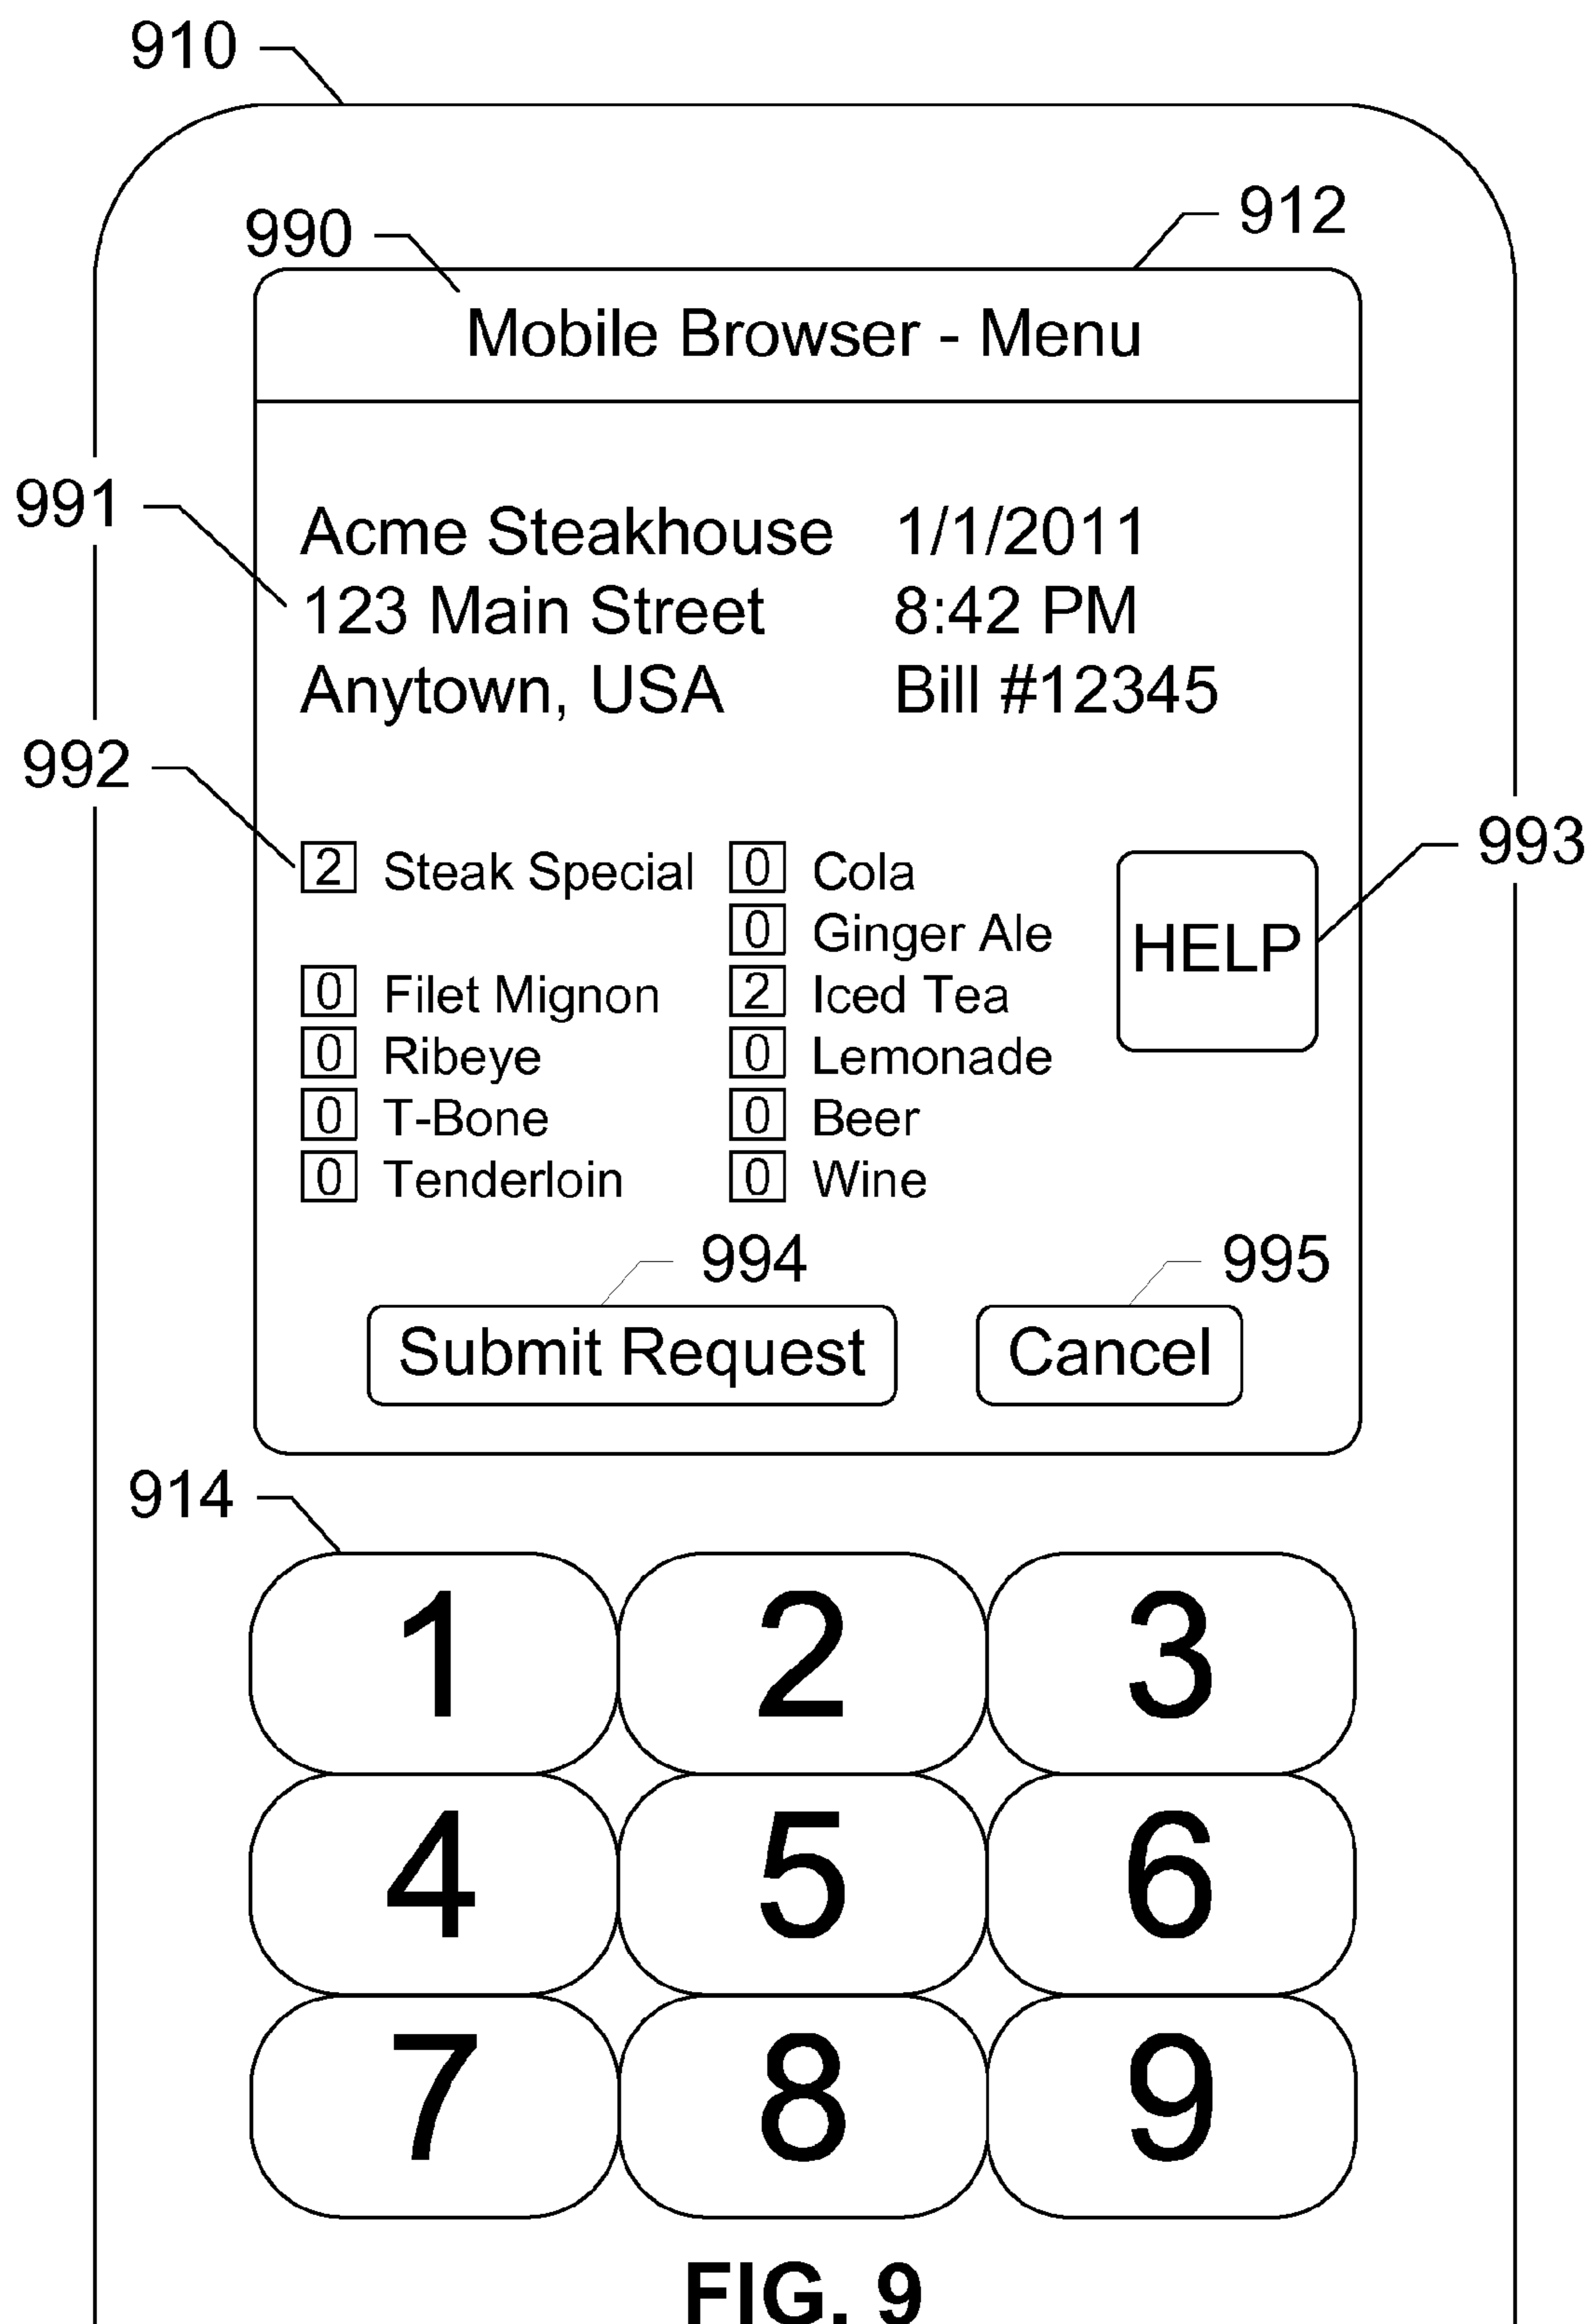 910
990
912
Mobile Browser - Menu
991
Acme Steakhouse 1/1/2011
123 Main Street 8:42 PM
Anytown, USA Bill #12345
992
993
2 Steak Special 0 Cola
0 Ginger Ale
HELP
0 Filet Mignon 2 Iced Tea
0 Ribeye 0 Lemonade
0 T-Bone 0 Beer
0 Tenderloin 0 Wine
994
995
Submit Request Cancel
914
1 2 3
4 5 6
7 8 9
FIG. 9